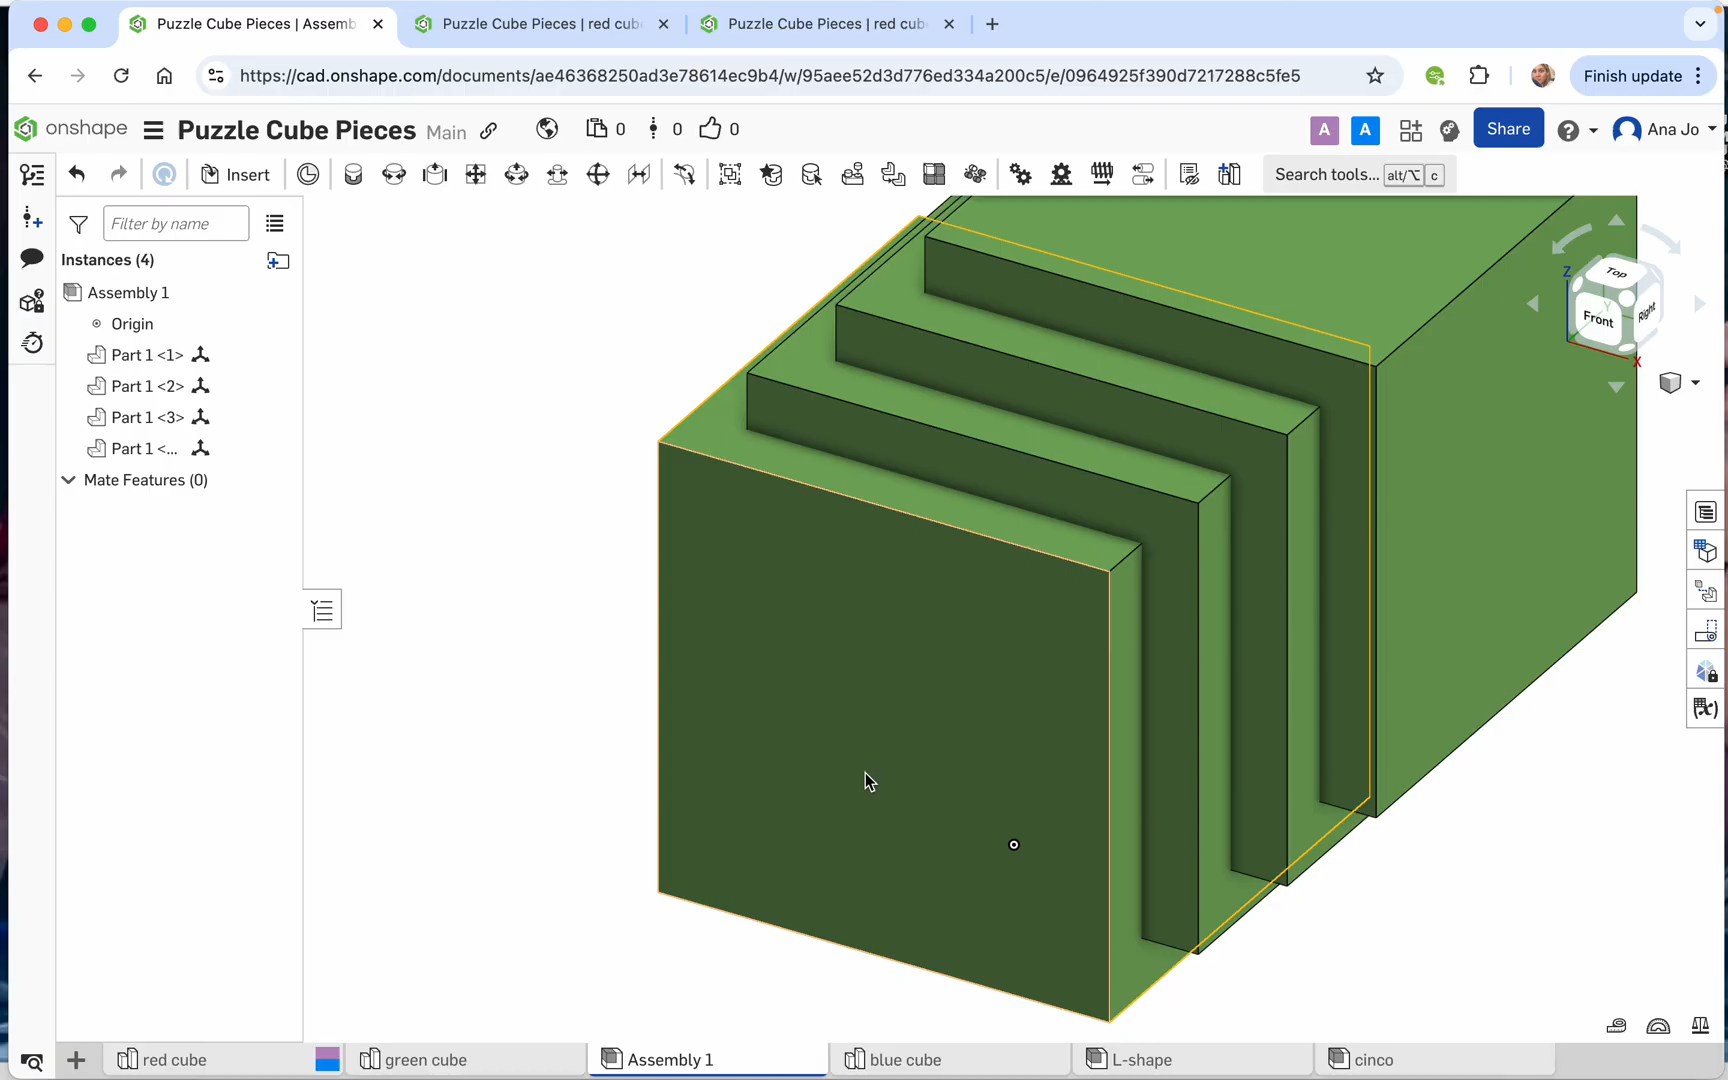 Puzzle Cube Pieces | Assemb
Puzzle Cube Pieces | red cub
Puzzle Cube Pieces | red cub
https://cad.onshape.com/documents/ae46368250ad3e78614ec9b4/w/95aee52d3d776ed334a200c5/e/0964925f390d7217288c5fe5
Finish update
onshape
Puzzle Cube Pieces
Main
0
0
0
A
A
Share
Ana Jo
Insert
Search tools... alt/⌥ c
Filter by name
Instances (4)
Assembly 1
Origin
Part 1 <1>
Part 1 <2>
Part 1 <3>
Part 1 <...
Mate Features (0)
Top
Front
Right
Z
Y
X
red cube
green cube
Assembly 1
blue cube
L-shape
cinco